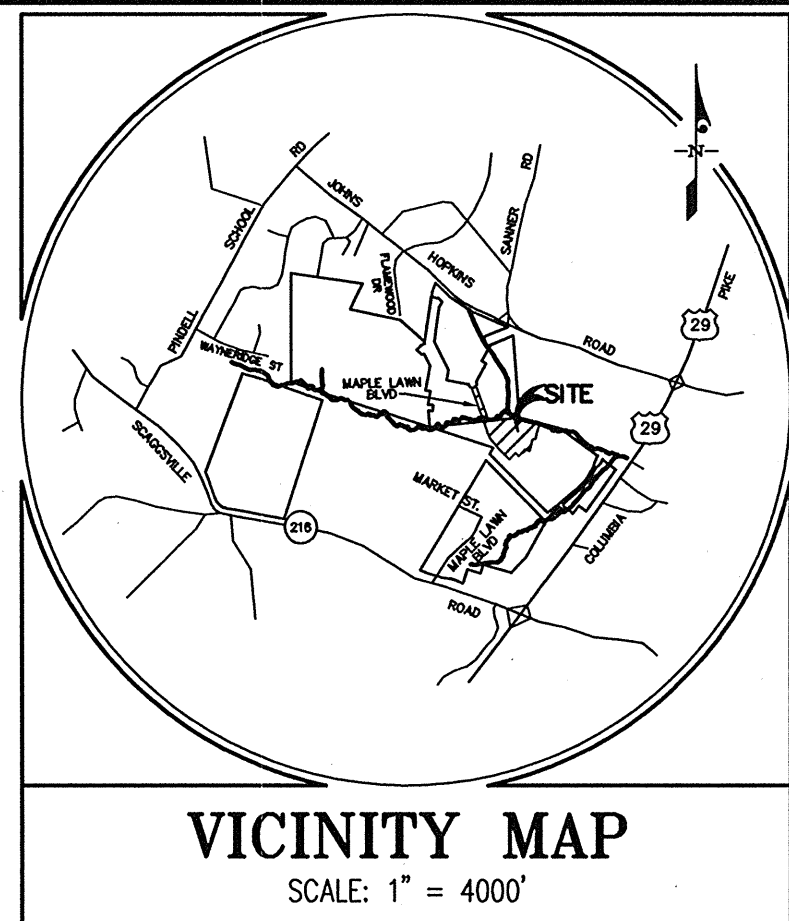 -N-
RD
SCHOOL
PINDELL
JOHNS
HOPKINS
ROAD
SANNER
RD
FLAMEWOOD
DR
PIKE
29
29
COLUMBIA
WAYNERIDGE ST
MAPLE LAWN
BLVD
SITE
SCAGGSVILLE
216
ROAD
MARKET ST.
MAPLE LAWN
BLVD
VICINITY MAP
SCALE: 1" = 4000'